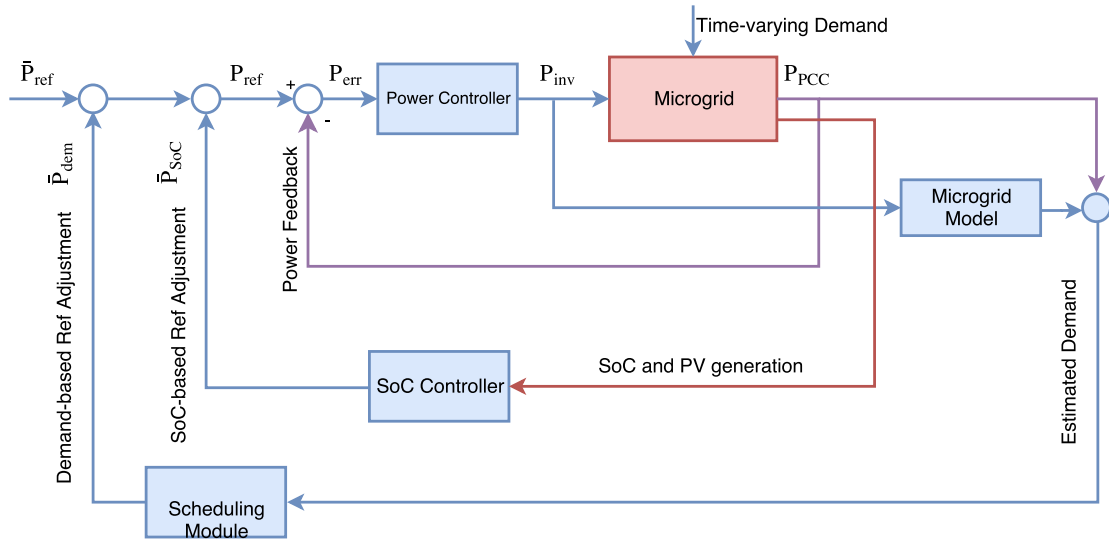 Time-varying Demand
P̄ref
Pref
Perr
Pinv
PPCC
+
-
Power Controller
Microgrid
P̄dem
P̄SoC
Power Feedback
Microgrid
Model
Demand-based Ref Adjustment
SoC-based Ref Adjustment
Estimated Demand
SoC and PV generation
SoC Controller
Scheduling
Module